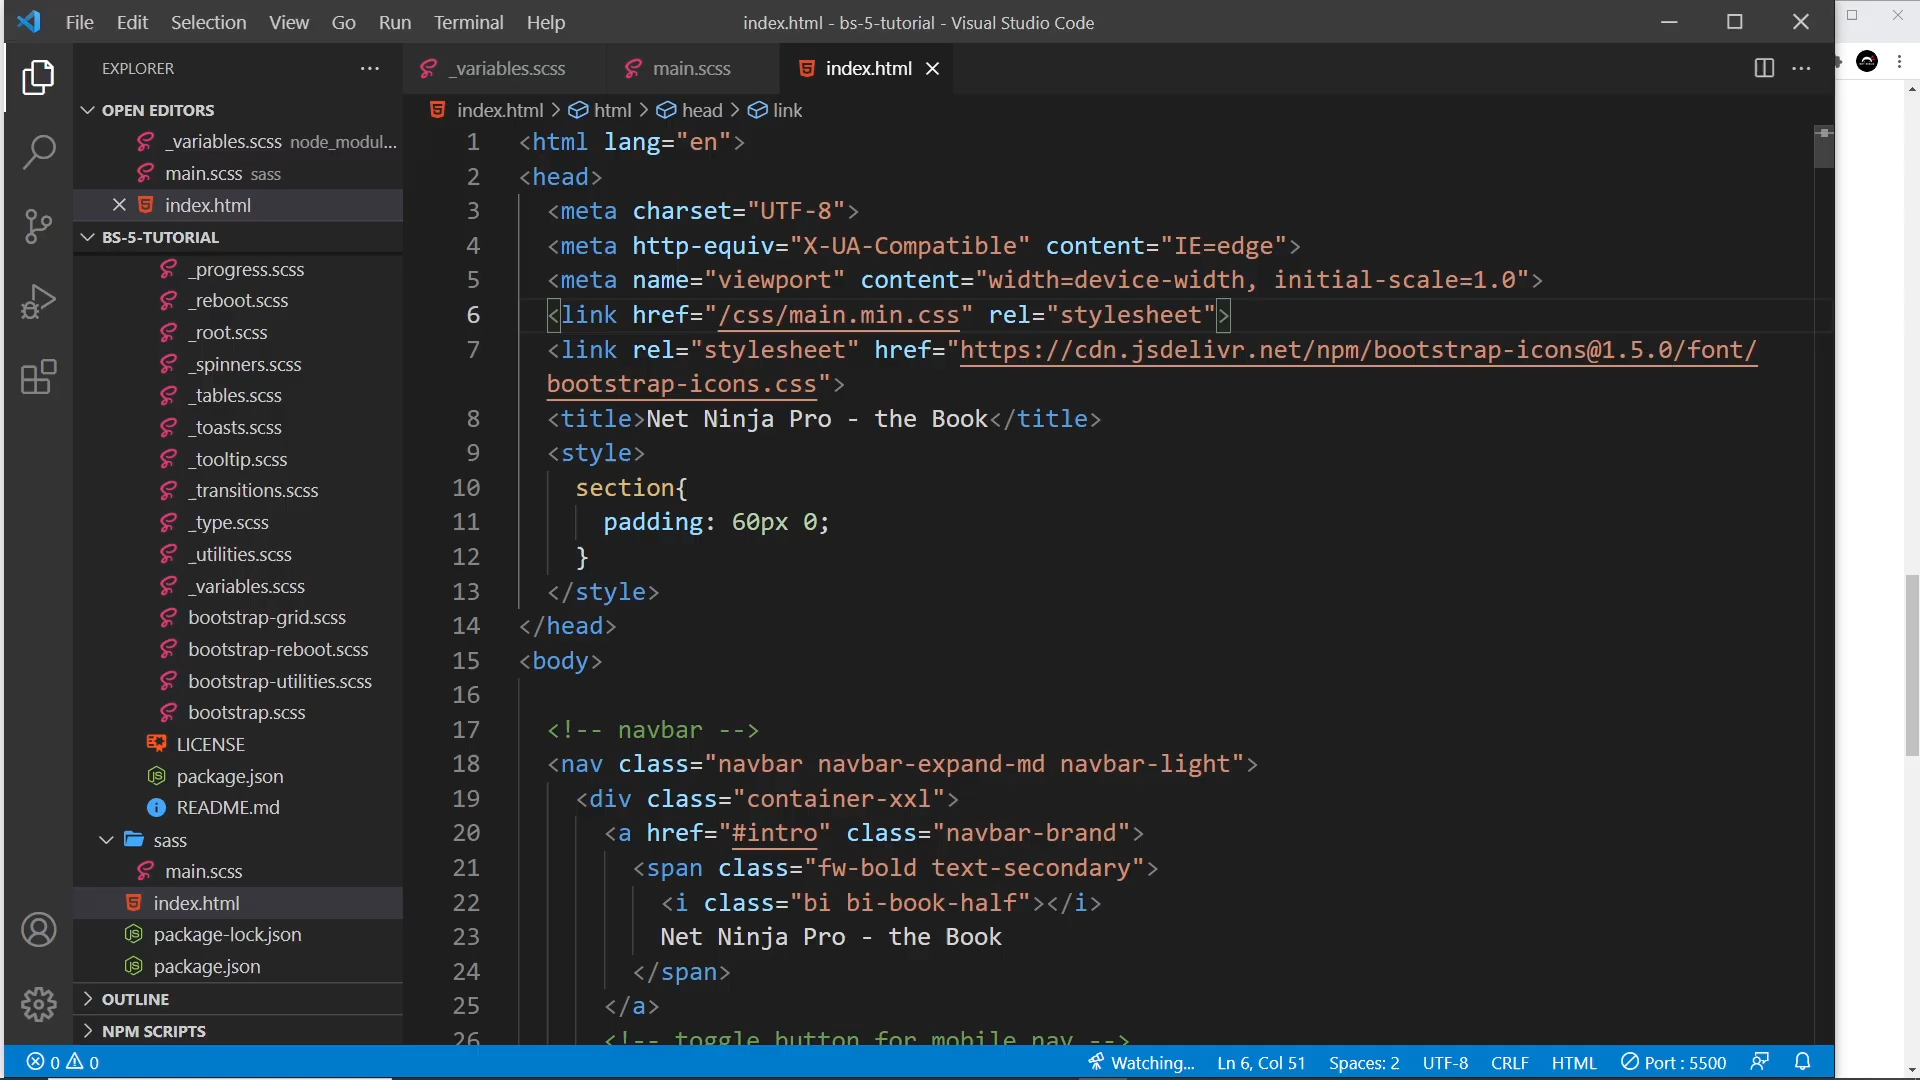 File Edit Selection View Go Run Terminal Help
index.html - bs-5-tutorial - Visual Studio Code
EXPLORER
OPEN EDITORS
_variables.scss node_modul...
main.scss sass
index.html
BS-5-TUTORIAL
_progress.scss
_reboot.scss
_root.scss
_spinners.scss
_tables.scss
_toasts.scss
_tooltip.scss
_transitions.scss
_type.scss
_utilities.scss
_variables.scss
bootstrap-grid.scss
bootstrap-reboot.scss
bootstrap-utilities.scss
bootstrap.scss
LICENSE
package.json
README.md
sass
main.scss
index.html
package-lock.json
package.json
OUTLINE
NPM SCRIPTS
_variables.scss main.scss index.html
index.html > html > head > link
1 <html lang="en">
2 <head>
3 <meta charset="UTF-8">
4 <meta http-equiv="X-UA-Compatible" content="IE=edge">
5 <meta name="viewport" content="width=device-width, initial-scale=1.0">
6 <link href="/css/main.min.css" rel="stylesheet">
7 <link rel="stylesheet" href="https://cdn.jsdelivr.net/npm/bootstrap-icons@1.5.0/font/
bootstrap-icons.css">
8 <title>Net Ninja Pro - the Book</title>
9 <style>
10 section{
11 padding: 60px 0;
12 }
13 </style>
14 </head>
15 <body>
16
17 <!-- navbar -->
18 <nav class="navbar navbar-expand-md navbar-light">
19 <div class="container-xxl">
20 <a href="#intro" class="navbar-brand">
21 <span class="fw-bold text-secondary">
22 <i class="bi bi-book-half"></i>
23 Net Ninja Pro - the Book
24 </span>
25 </a>
26 <!-- toggle button for mobile nav -->
0 0
Watching... Ln 6, Col 51 Spaces: 2 UTF-8 CRLF HTML Port : 5500